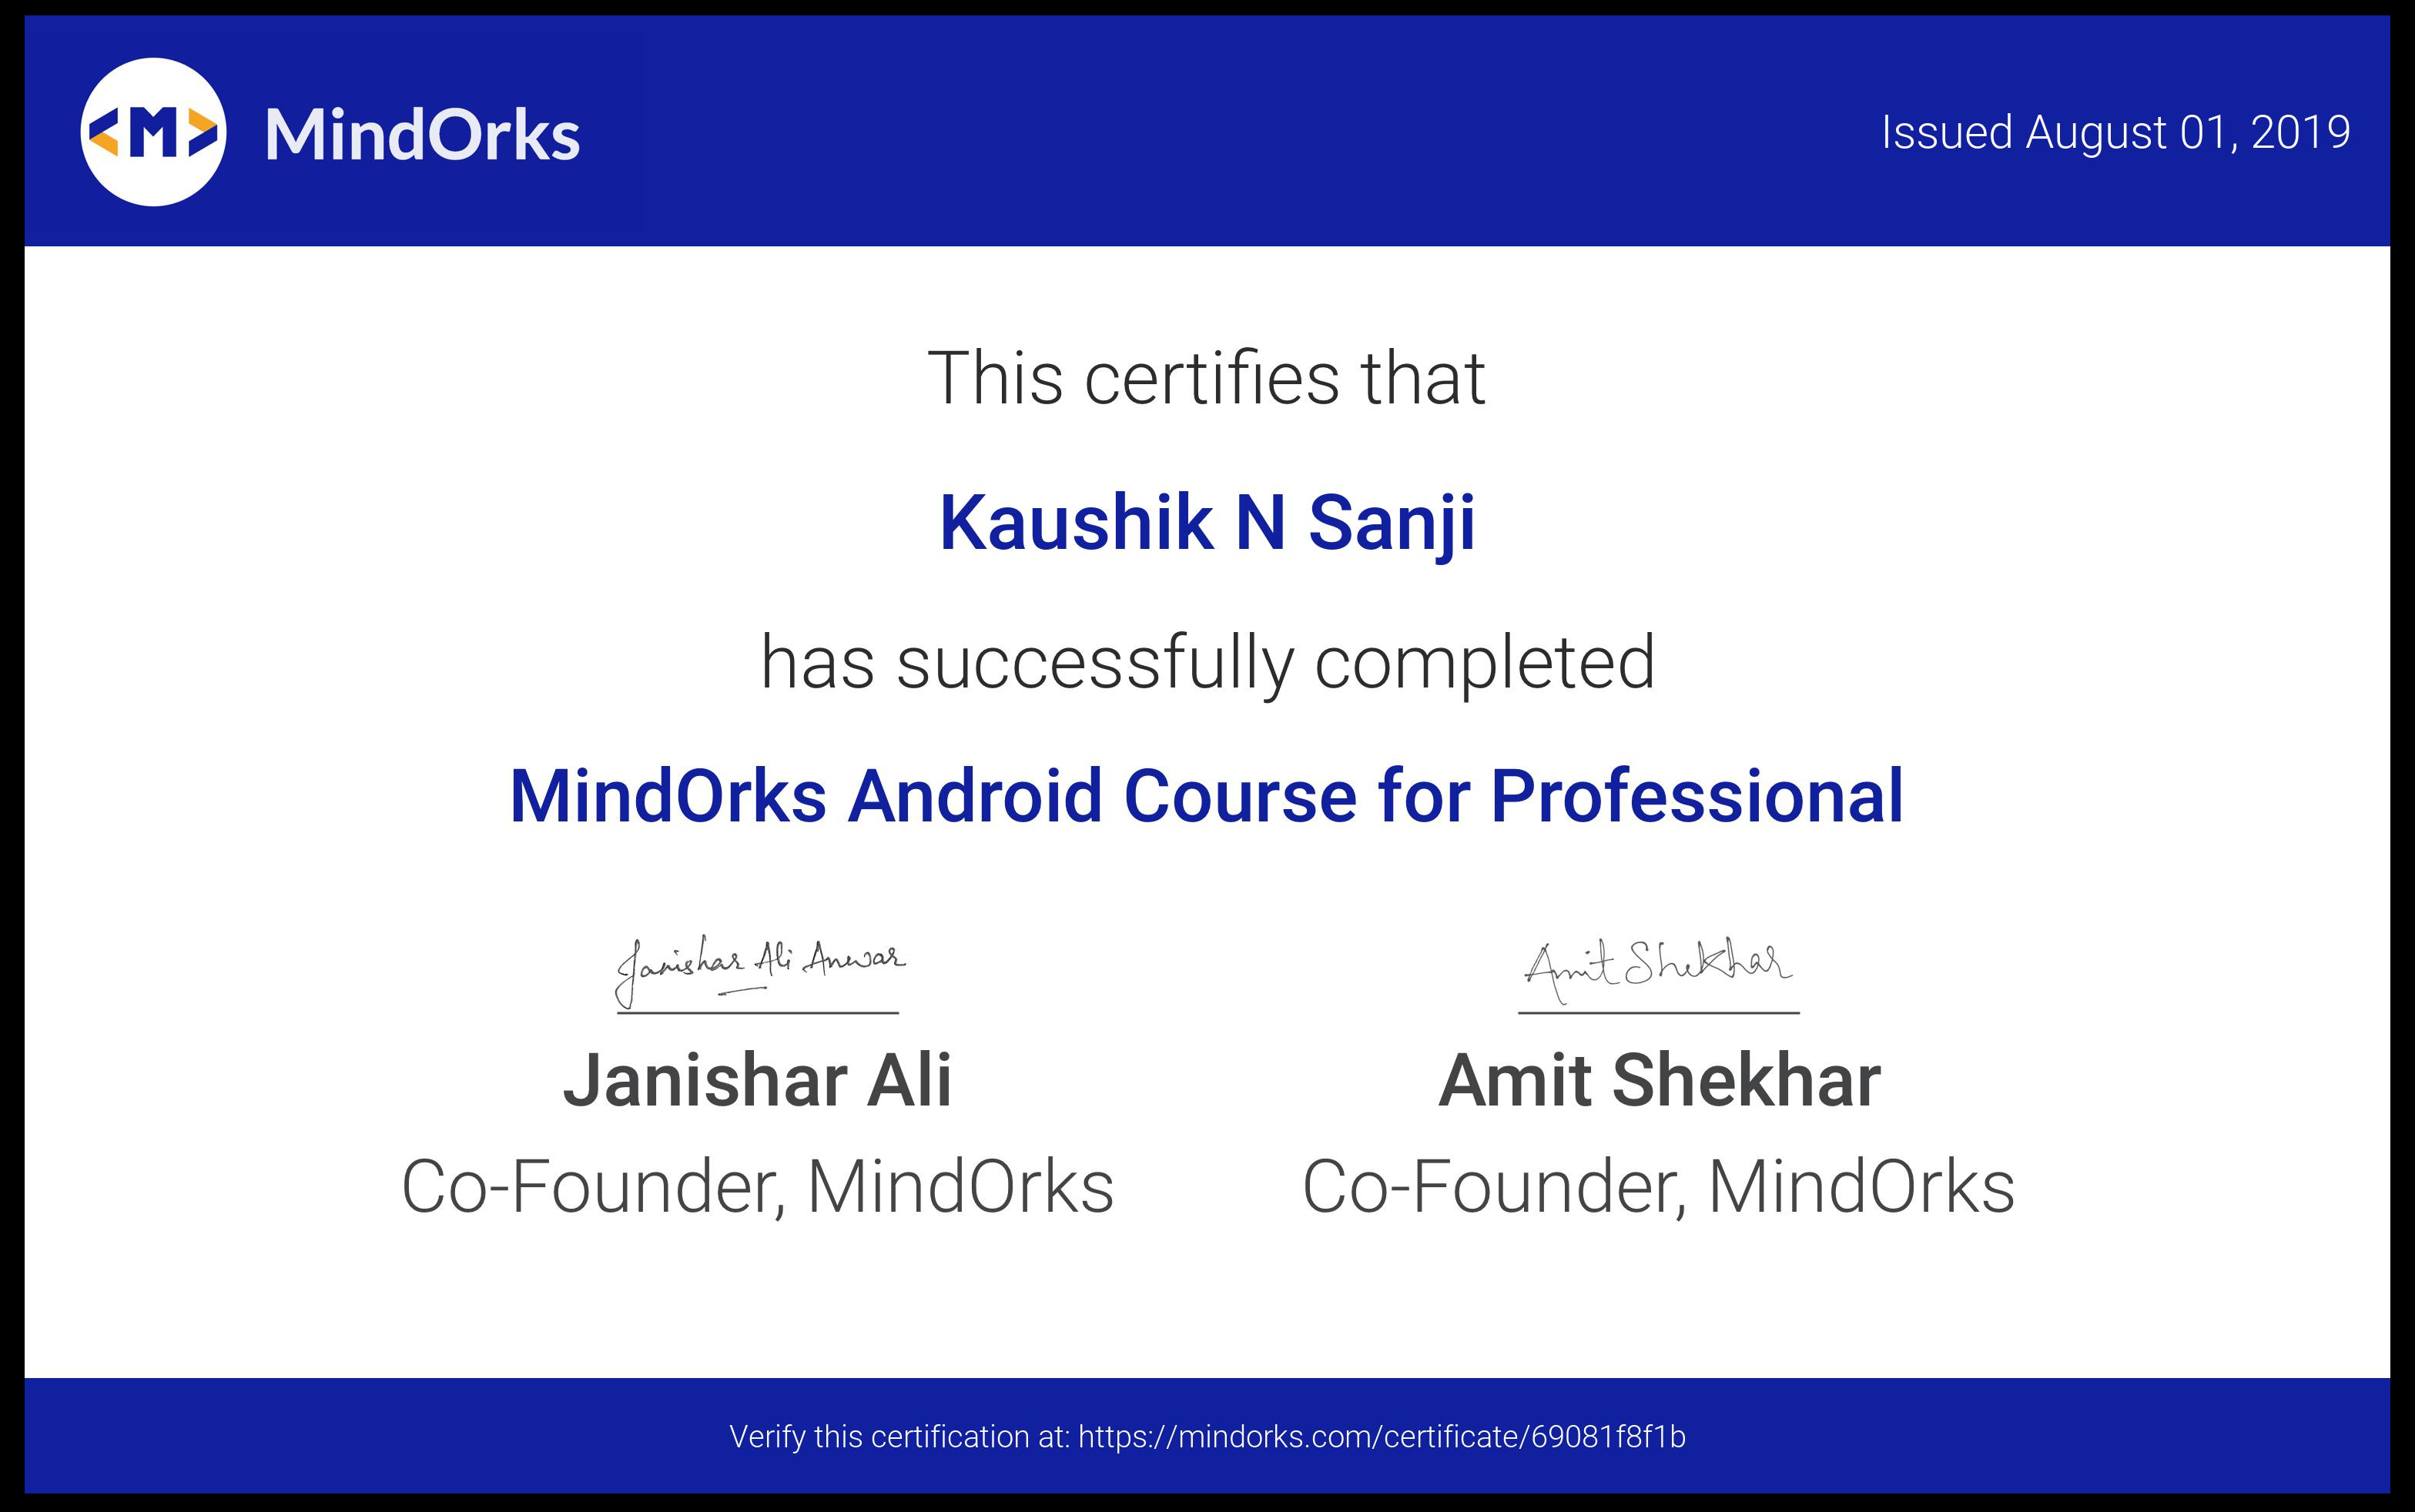 <M> MindOrks
Issued August 01, 2019
This certifies that
Kaushik N Sanji
has successfully completed
MindOrks Android Course for Professional
Janishar Ali Anwar
Amit Shekhar
Janishar Ali
Amit Shekhar
Co-Founder, MindOrks
Co-Founder, MindOrks
Verify this certification at: https://mindorks.com/certificate/69081f8f1b